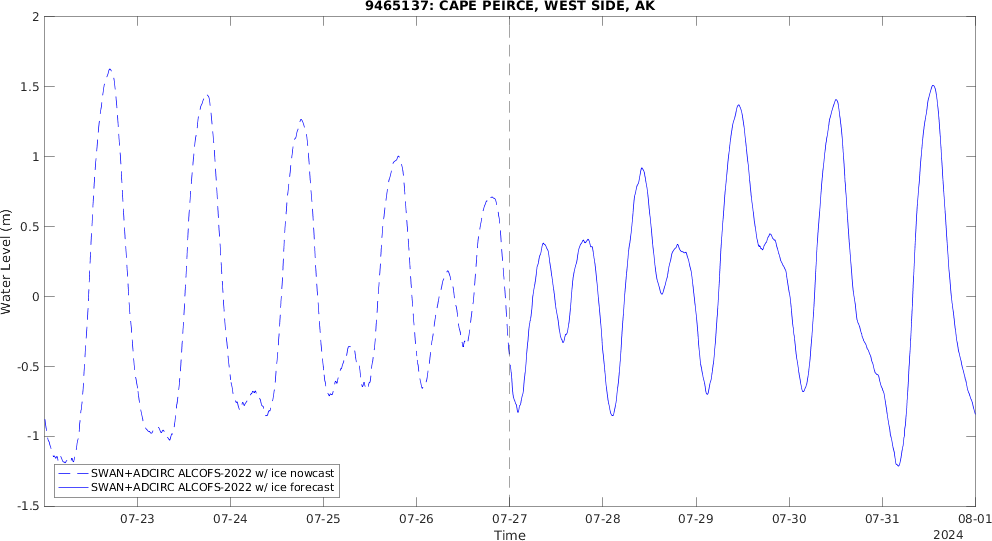 9465137: CAPE PEIRCE, WEST SIDE, AK
2
1.5
1
0.5
0
-0.5
-1
-1.5
Water Level (m)
SWAN+ADCIRC ALCOFS-2022 w/ ice nowcast
SWAN+ADCIRC ALCOFS-2022 w/ ice forecast
07-23 07-24 07-25 07-26 07-27 07-28 07-29 07-30 07-31 08-01
Time
2024